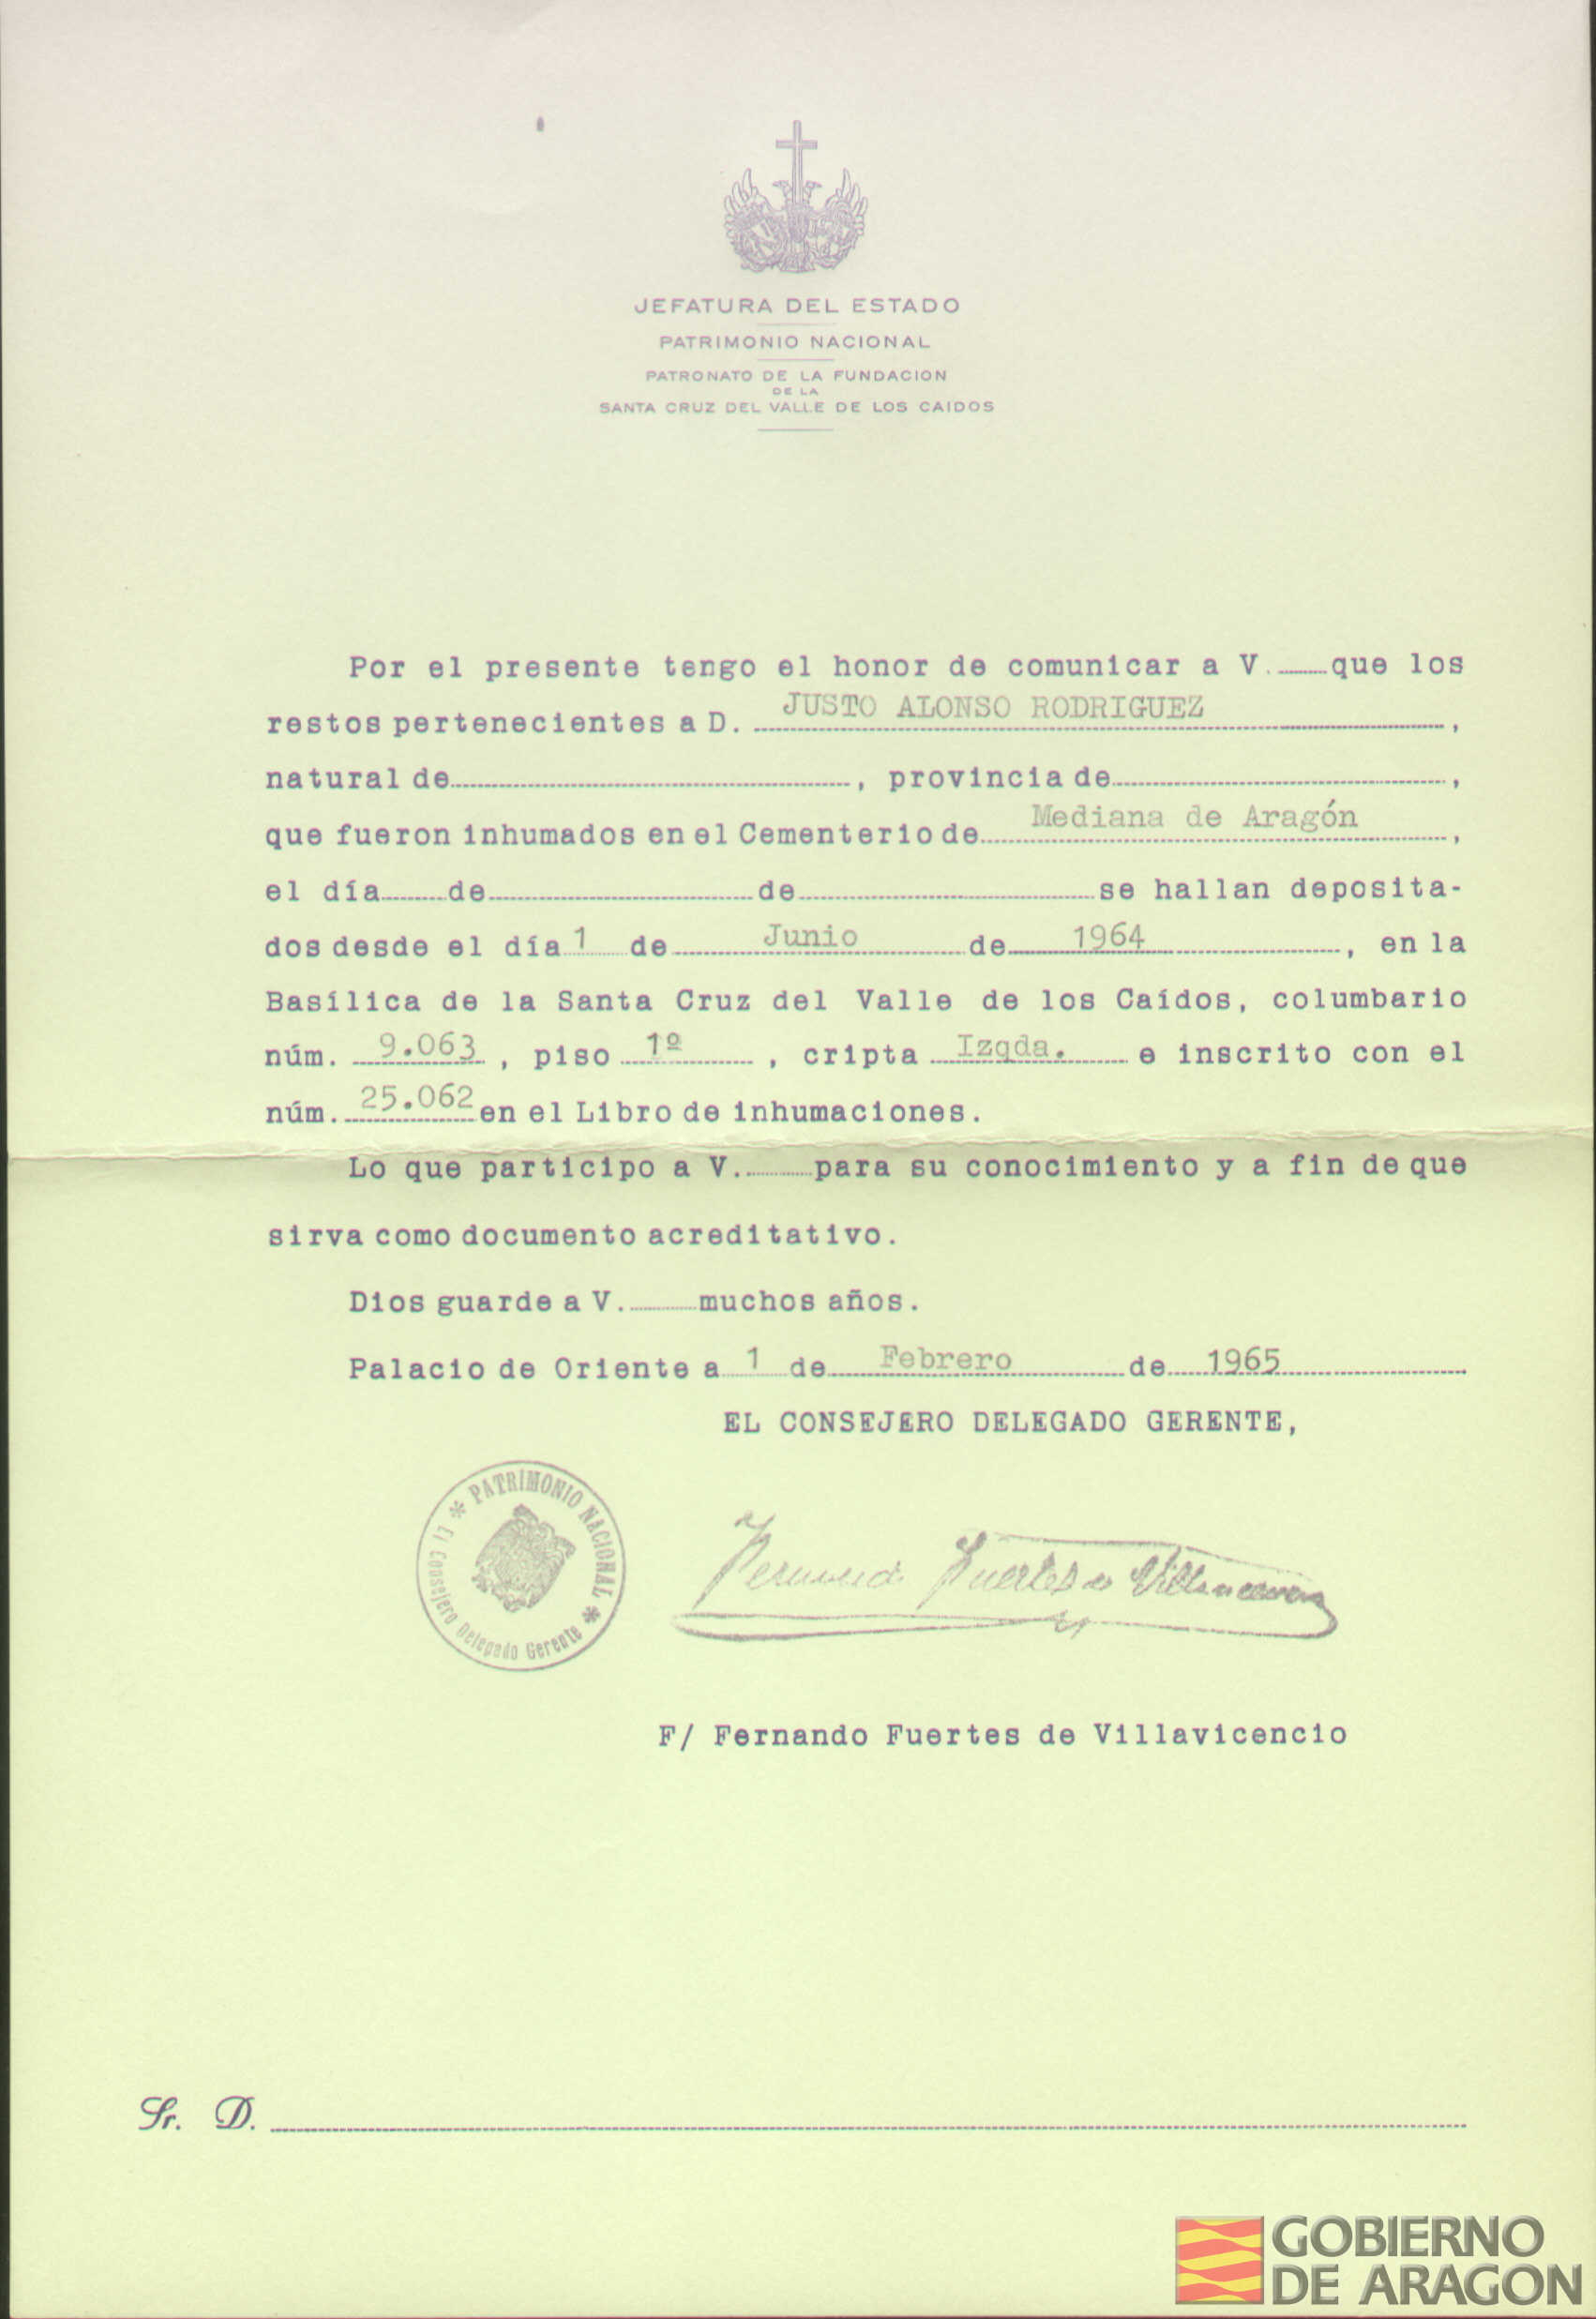 JEFATURA DEL ESTADO
PATRIMONIO NACIONAL
PATRONATO DE LA FUNDACION
DE LA
SANTA CRUZ DEL VALLE DE LOS CAIDOS
Por el presente tengo el honor de comunicar a V. que los
restos pertenecientes a D. JUSTO ALONSO RODRIGUEZ,
natural de , provincia de ,
que fueron inhumados en el Cementerio de Mediana de Aragón,
el día de de se hallan deposita-
dos desde el día 1 de Junio de 1964, en la
Basílica de la Santa Cruz del Valle de los Caídos, columbario
núm. 9.063, piso 1º, cripta Izqda. e inscrito con el
núm. 25.062 en el Libro de inhumaciones.
Lo que participo a V. para su conocimiento y a fin de que
sirva como documento acreditativo.
Dios guarde a V. muchos años.
Palacio de Oriente a 1 de Febrero de 1965
EL CONSEJERO DELEGADO GERENTE,
* PATRIMONIO NACIONAL *
El Consejero Delegado Gerente
Fernando Fuertes de Villavicencio
F/ Fernando Fuertes de Villavicencio
Sr. D.
GOBIERNO
DE ARAGON